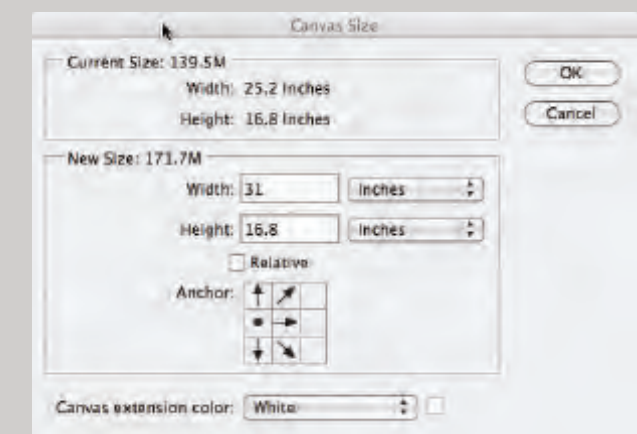 Canvas Size
Current Size: 139.5M
OK
Width: 25.2 Inches
Cancel
Height: 16.8 Inches
New Size: 171.7M
Width: 31 Inches
Height: 16.8 Inches
Relative
Anchor:
Canvas extension color: White